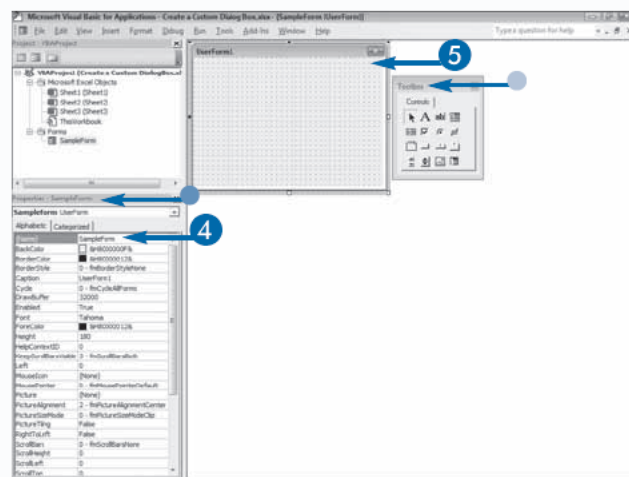 Microsoft Visual Basic for Applications - Create a Custom Dialog Box.xlsx - [SampleForm (UserForm)]
File Edit View Insert Format Debug Run Tools Add-Ins Window Help
Type a question for help
Project - VBAProject
VBAProject (Create a Custom DialogBox.xl
Microsoft Excel Objects
Sheet1 (Sheet1)
Sheet2 (Sheet2)
Sheet3 (Sheet3)
ThisWorkbook
Forms
SampleForm
UserForm1
5
Toolbox
Controls
Properties - SampleForm
SampleForm UserForm
Alphabetic Categorized
4
(Name) SampleForm
BackColor &H8000000F&
BorderColor &H80000012&
BorderStyle 0 - fmBorderStyleNone
Caption UserForm1
Cycle 0 - fmCycleAllForms
DrawBuffer 32000
Enabled True
Font Tahoma
ForeColor &H80000012&
Height 180
HelpContextID 0
KeepScrollBarsVisible 3 - fmScrollBarsBoth
Left 0
MouseIcon (None)
MousePointer 0 - fmMousePointerDefault
Picture (None)
PictureAlignment 2 - fmPictureAlignmentCenter
PictureSizeMode 0 - fmPictureSizeModeClip
PictureTiling False
RightToLeft False
ScrollBars 0 - fmScrollBarsNone
ScrollHeight 0
ScrollLeft 0
ScrollTop 0